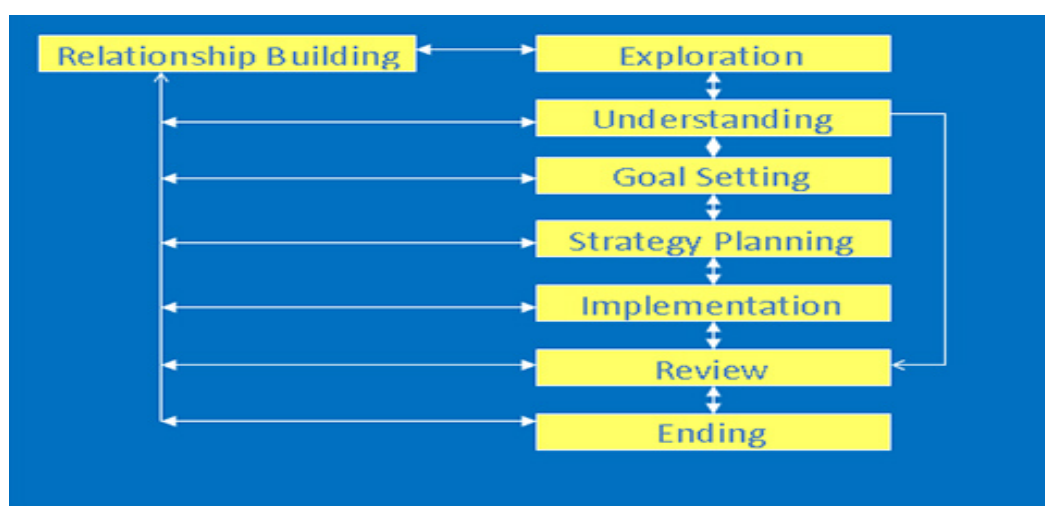 Relationship Building
Exploration
Understanding
Goal Setting
Strategy Planning
Implementation
Review
Ending